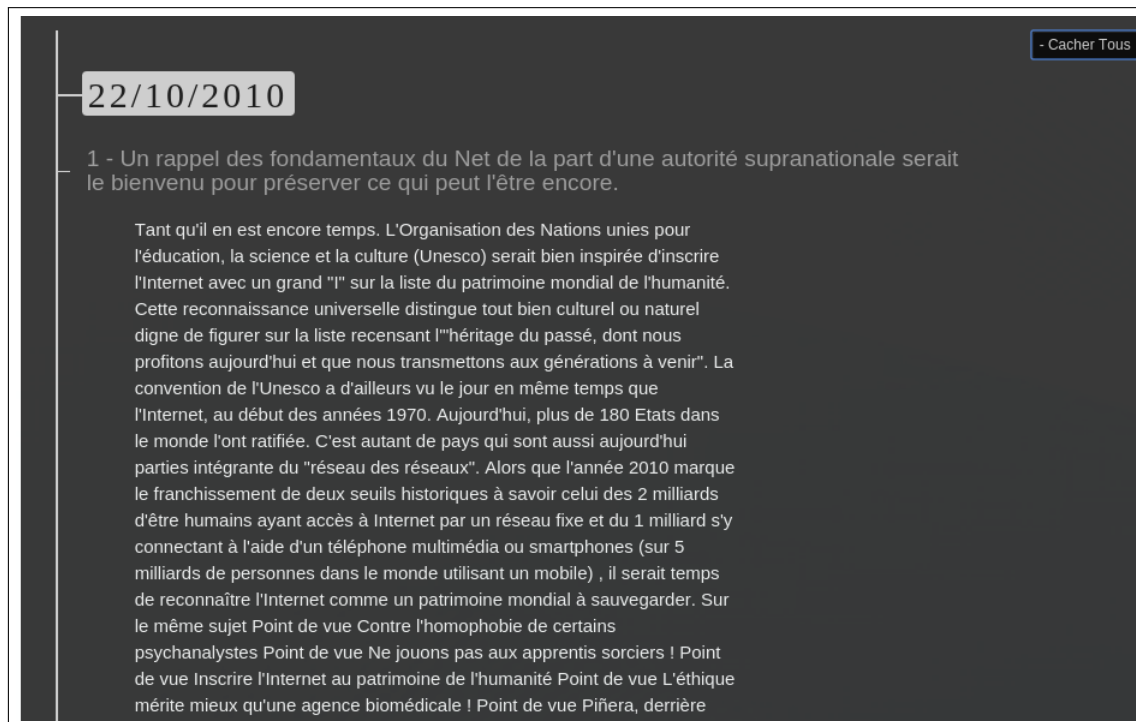 - Cacher Tous
22/10/2010
1 - Un rappel des fondamentaux du Net de la part d'une autorité supranationale serait
le bienvenu pour préserver ce qui peut l'être encore.
Tant qu'il en est encore temps. L'Organisation des Nations unies pour
l'éducation, la science et la culture (Unesco) serait bien inspirée d'inscrire
l'Internet avec un grand "I" sur la liste du patrimoine mondial de l'humanité.
Cette reconnaissance universelle distingue tout bien culturel ou naturel
digne de figurer sur la liste recensant l'"héritage du passé, dont nous
profitons aujourd'hui et que nous transmettons aux générations à venir". La
convention de l'Unesco a d'ailleurs vu le jour en même temps que
l'Internet, au début des années 1970. Aujourd'hui, plus de 180 Etats dans
le monde l'ont ratifiée. C'est autant de pays qui sont aussi aujourd'hui
parties intégrante du "réseau des réseaux". Alors que l'année 2010 marque
le franchissement de deux seuils historiques à savoir celui des 2 milliards
d'être humains ayant accès à Internet par un réseau fixe et du 1 milliard s'y
connectant à l'aide d'un téléphone multimédia ou smartphones (sur 5
milliards de personnes dans le monde utilisant un mobile) , il serait temps
de reconnaître l'Internet comme un patrimoine mondial à sauvegarder. Sur
le même sujet Point de vue Contre l'homophobie de certains
psychanalystes Point de vue Ne jouons pas aux apprentis sorciers ! Point
de vue Inscrire l'Internet au patrimoine de l'humanité Point de vue L'éthique
mérite mieux qu'une agence biomédicale ! Point de vue Piñera, derrière